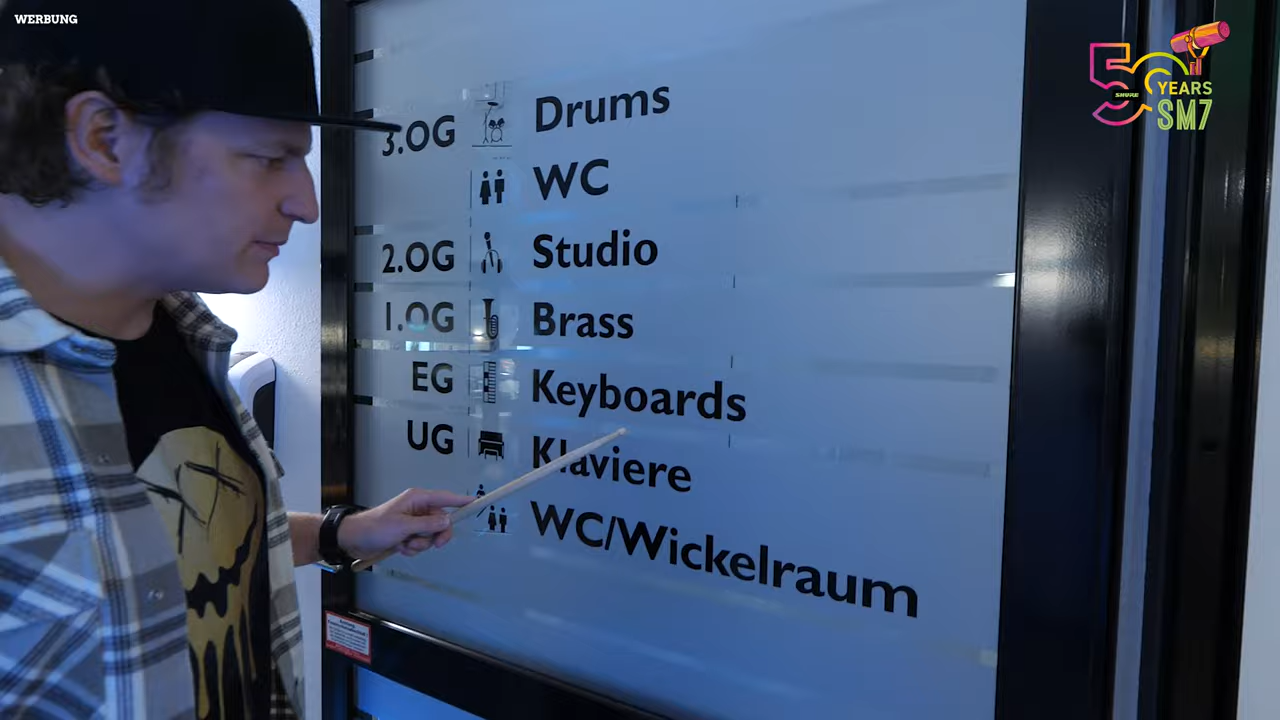 WERBUNG
50 YEARS
SHURE
SM7
3.OG Drums
WC
2.OG Studio
1.OG Brass
EG Keyboards
UG Klaviere
WC/Wickelraum